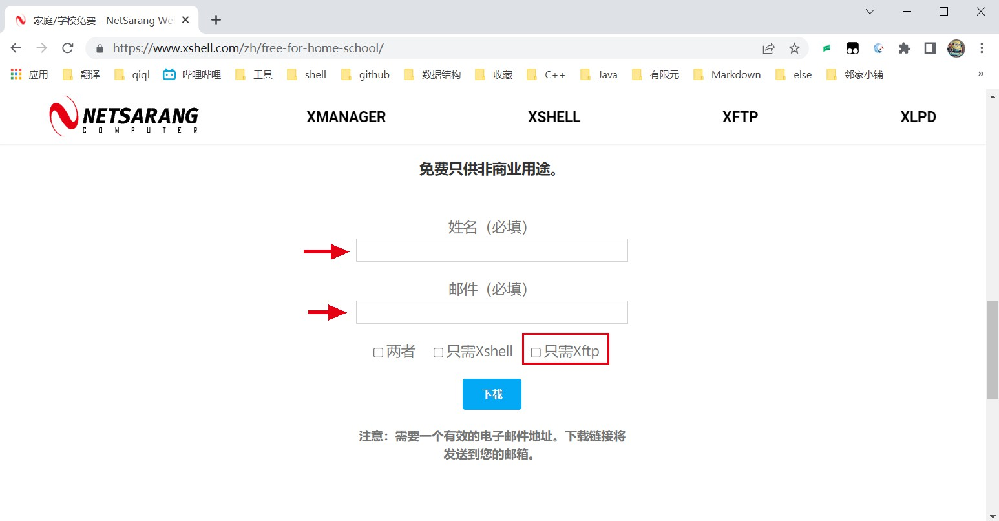 家庭/学校免费 - NetSarang We
https://www.xshell.com/zh/free-for-home-school/
应用 翻译 qiql 哔哩哔哩 工具 shell github 数据结构 收藏 C++ Java 有限元 Markdown else 邻家小铺 »
NETSARANG
COMPUTER
XMANAGER XSHELL XFTP XLPD
免费只供非商业用途。
姓名（必填）
邮件（必填）
两者 只需Xshell 只需Xftp
下载
注意：需要一个有效的电子邮件地址。下载链接将
发送到您的邮箱。